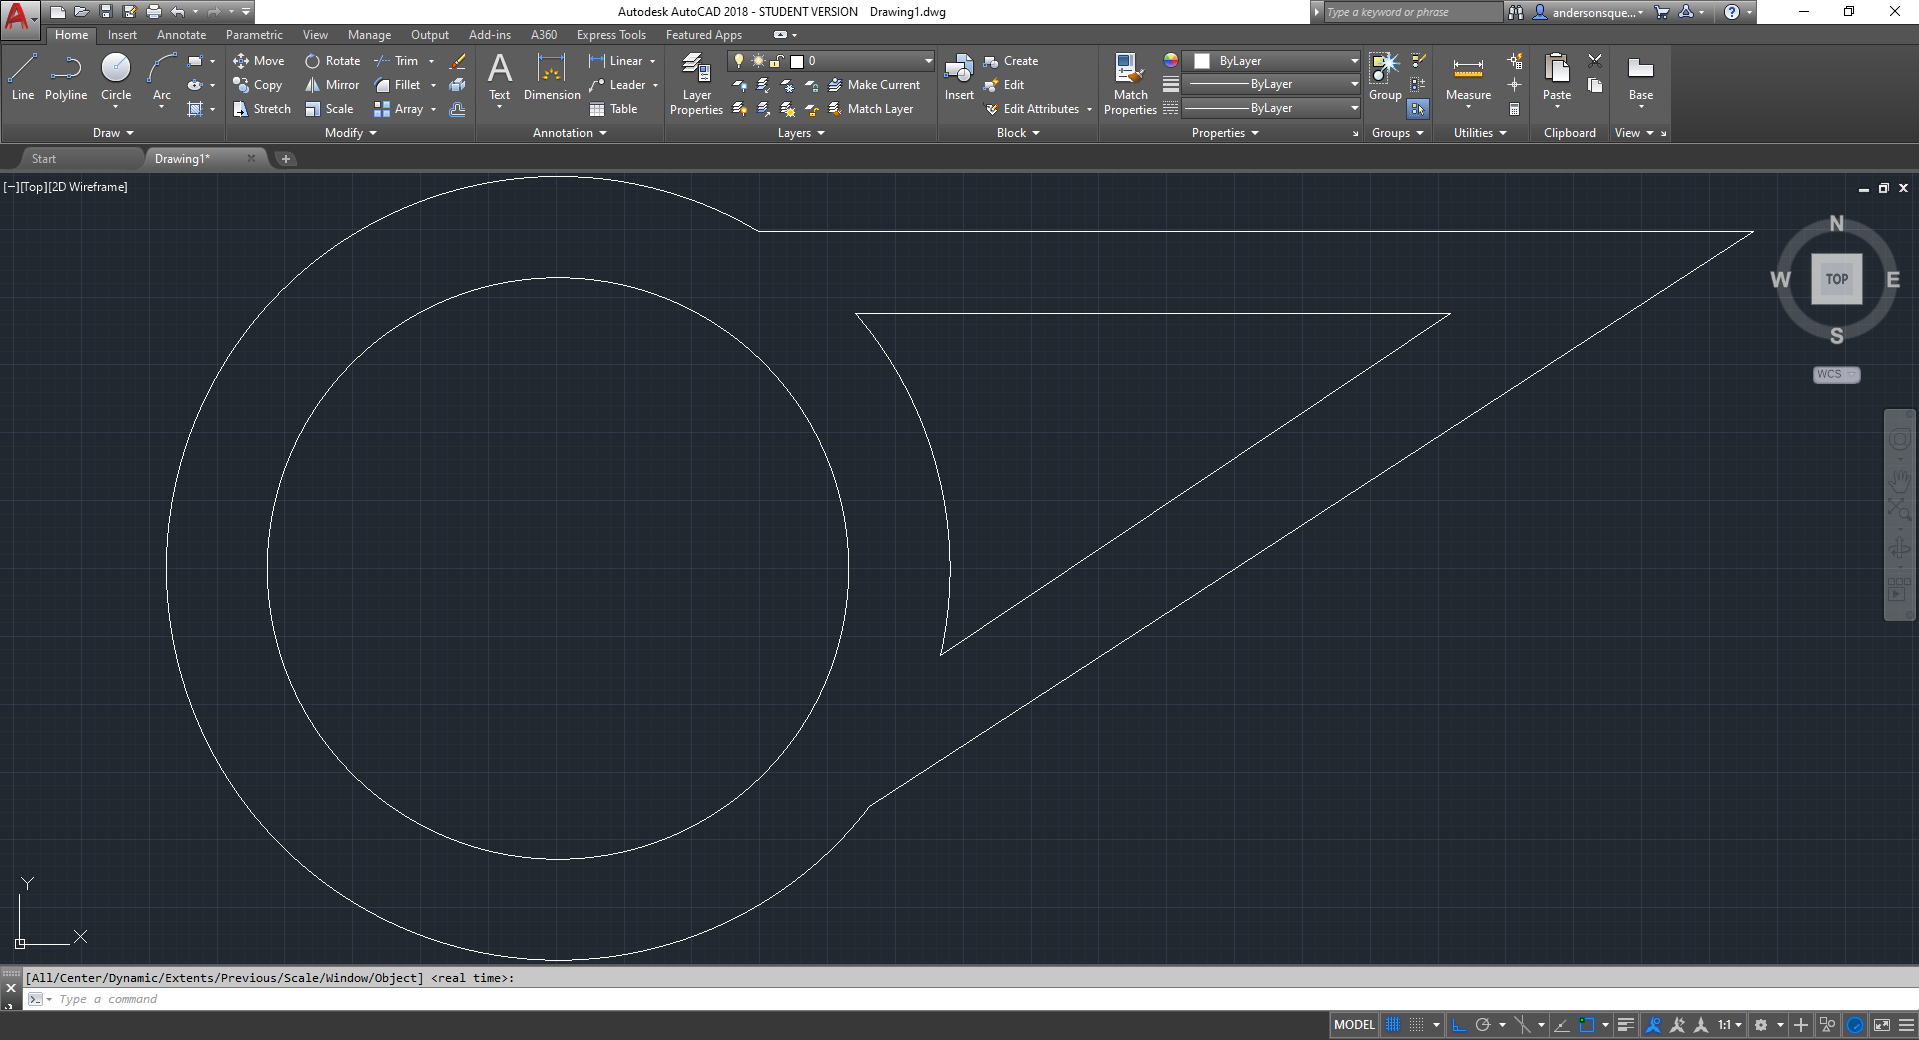 Autodesk AutoCAD 2018 - STUDENT VERSION Drawing1.dwg
Type a keyword or phrase
andersonsque...
Home Insert Annotate Parametric View Manage Output Add-ins A360 Express Tools Featured Apps
Line Polyline Circle Arc
Move Rotate Trim
Copy Mirror Fillet
Stretch Scale Array
Text Dimension
Linear
Leader
Table
Layer Properties
0
Make Current
Match Layer
Insert
Create
Edit
Edit Attributes
Match Properties
ByLayer
ByLayer
ByLayer
Group
Measure
Paste
Base
Draw Modify Annotation Layers Block Properties Groups Utilities Clipboard View
Start Drawing1*
[−][Top][2D Wireframe]
N
W TOP E
S
WCS
Y
X
[All/Center/Dynamic/Extents/Previous/Scale/Window/Object] <real time>:
Type a command
MODEL 1:1